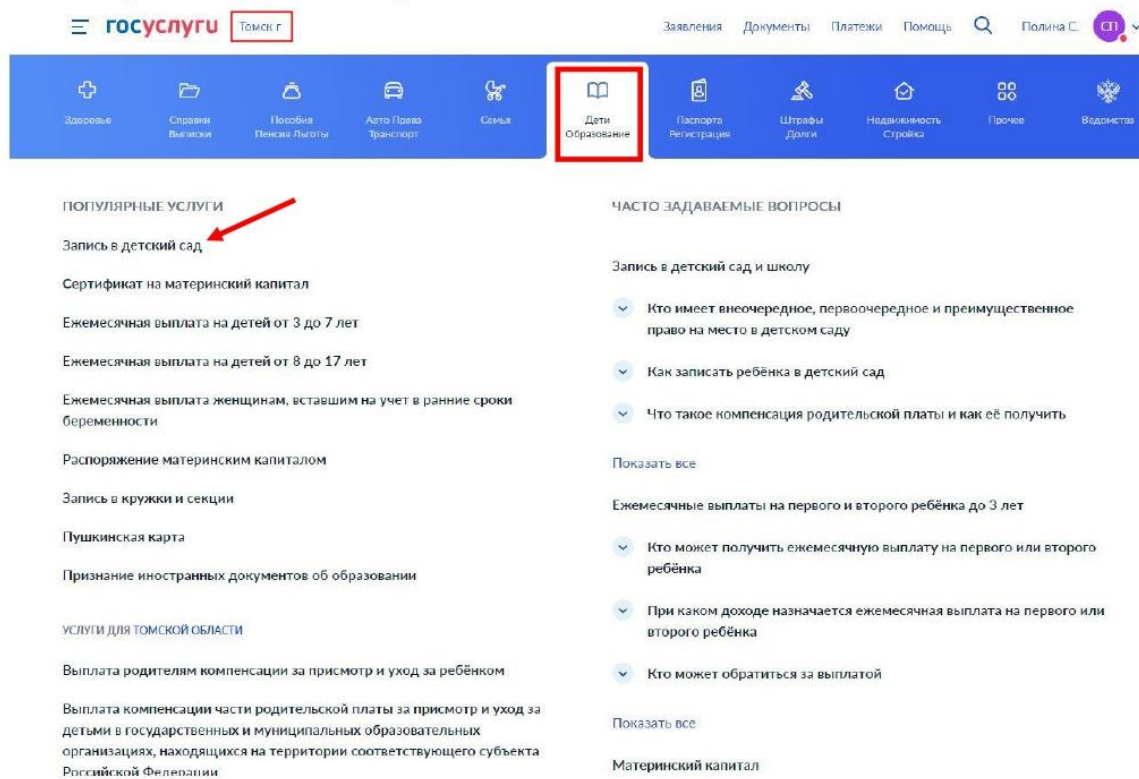 госуслуги
Томск г
Заявления
Документы
Платежи
Помощь
Полина С.
СП
Здоровье
Справки
Выписки
Пособия
Пенсия Льготы
Авто Права
Транспорт
Семья
Дети
Образование
Паспорта
Регистрация
Штрафы
Долги
Недвижимость
Стройка
Прочее
Ведомства
ПОПУЛЯРНЫЕ УСЛУГИ
Запись в детский сад
Сертификат на материнский капитал
Ежемесячная выплата на детей от 3 до 7 лет
Ежемесячная выплата на детей от 8 до 17 лет
Ежемесячная выплата женщинам, вставшим на учет в ранние сроки
беременности
Распоряжение материнским капиталом
Запись в кружки и секции
Пушкинская карта
Признание иностранных документов об образовании
УСЛУГИ ДЛЯ ТОМСКОЙ ОБЛАСТИ
Выплата родителям компенсации за присмотр и уход за ребёнком
Выплата компенсации части родительской платы за присмотр и уход за
детьми в государственных и муниципальных образовательных
организациях, находящихся на территории соответствующего субъекта
Российской Федерации
ЧАСТО ЗАДАВАЕМЫЕ ВОПРОСЫ
Запись в детский сад и школу
Кто имеет внеочередное, первоочередное и преимущественное
право на место в детском саду
Как записать ребёнка в детский сад
Что такое компенсация родительской платы и как её получить
Показать все
Ежемесячные выплаты на первого и второго ребёнка до 3 лет
Кто может получить ежемесячную выплату на первого или второго
ребёнка
При каком доходе назначается ежемесячная выплата на первого или
второго ребёнка
Кто может обратиться за выплатой
Показать все
Материнский капитал